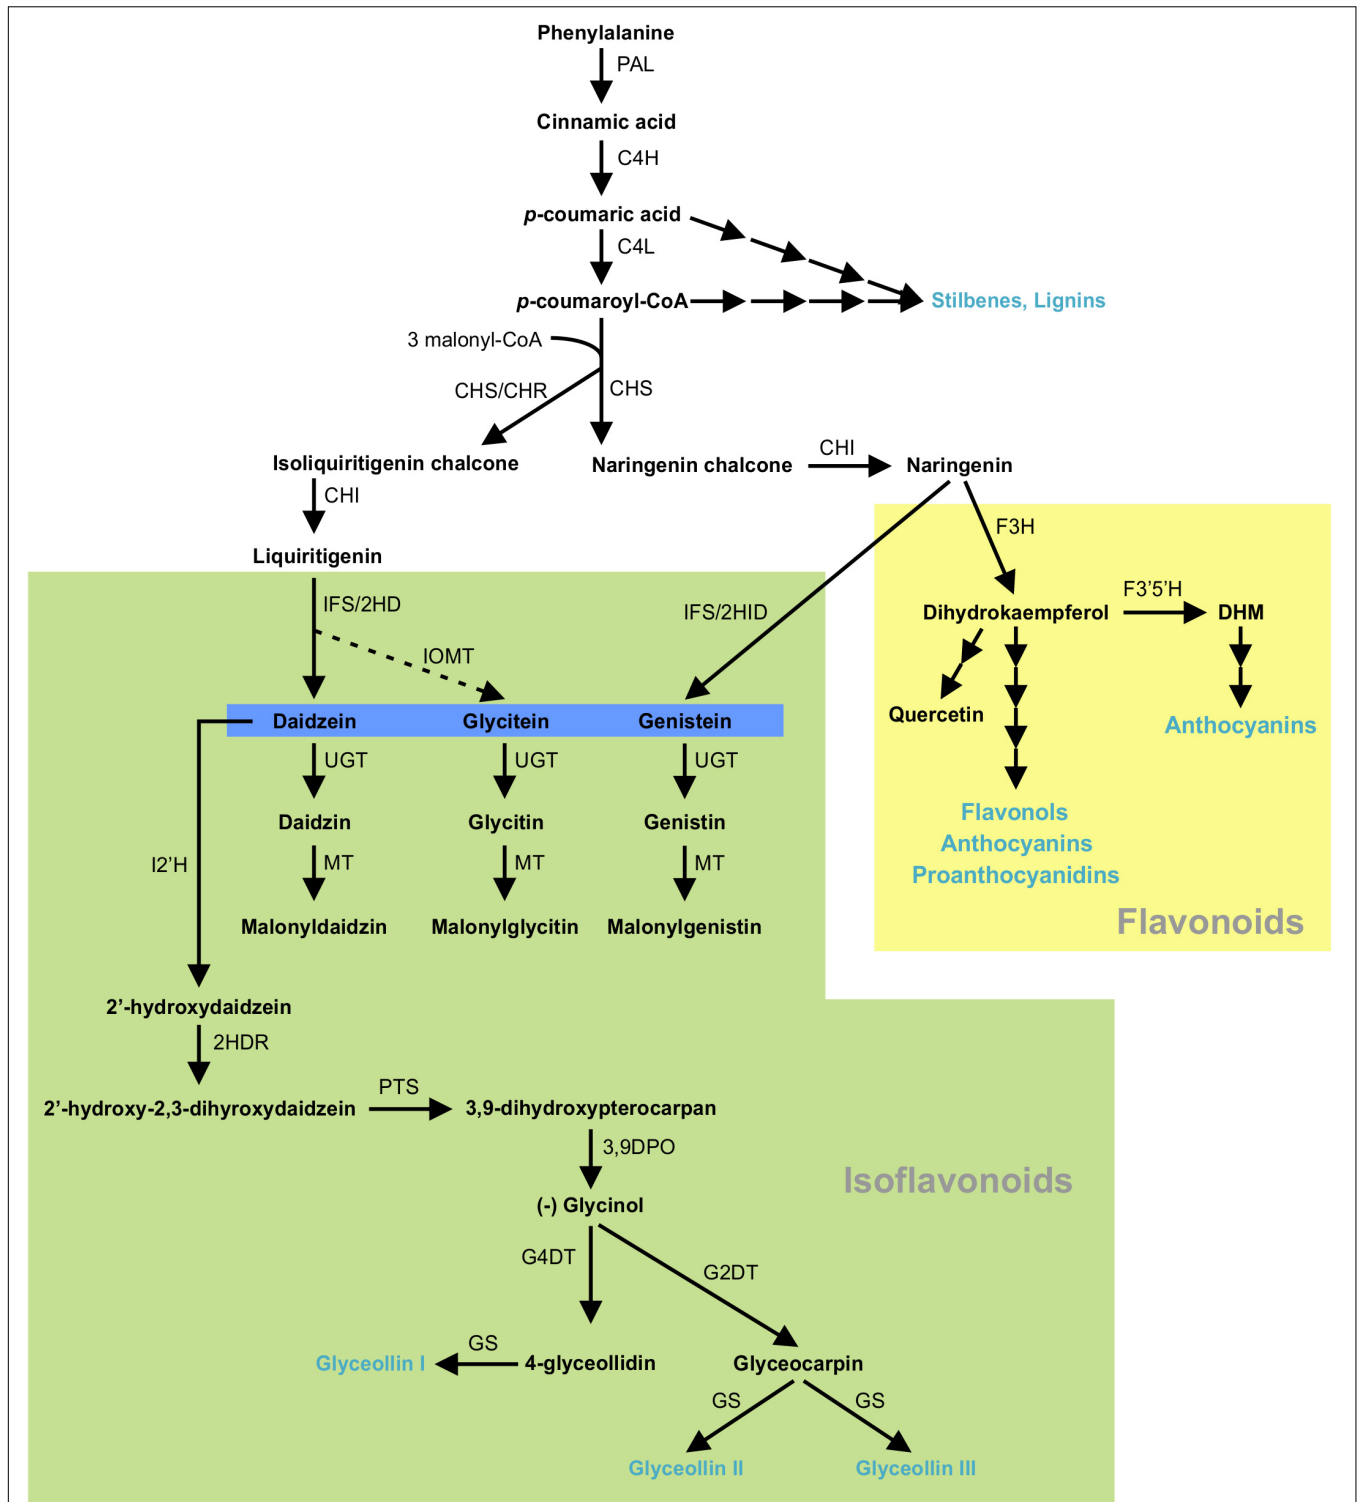 Phenylalanine
PAL
Cinnamic acid
C4H
p-coumaric acid
C4L
p-coumaroyl-CoA
Stilbenes, Lignins
3 malonyl-CoA
CHS/CHR
CHS
Isoliquiritigenin chalcone
Naringenin chalcone
CHI
Naringenin
CHI
F3H
Liquiritigenin
IFS/2HD
IFS/2HID
F3’5’H
Dihydrokaempferol
DHM
IOMT
Daidzein
Glycitein
Genistein
Quercetin
Anthocyanins
UGT
UGT
UGT
Daidzin
Glycitin
Genistin
Flavonols
Anthocyanins
Proanthocyanidins
I2’H
MT
MT
MT
Malonyldaidzin
Malonylglycitin
Malonylgenistin
Flavonoids
2’-hydroxydaidzein
2HDR
2’-hydroxy-2,3-dihyroxydaidzein
PTS
3,9-dihydroxypterocarpan
3,9DPO
Isoflavonoids
(-) Glycinol
G4DT
G2DT
Glyceollin I
GS
4-glyceollidin
Glyceocarpin
GS
GS
Glyceollin II
Glyceollin III